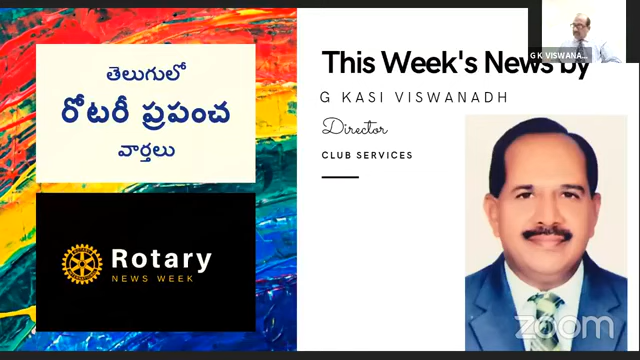 తెలుగులో
రోటరీ ప్రపంచ
వార్తలు
Rotary
NEWS WEEK
This Week's News by
G KASI VISWANADH
Director
CLUB SERVICES
G K VISWANA...
zoom